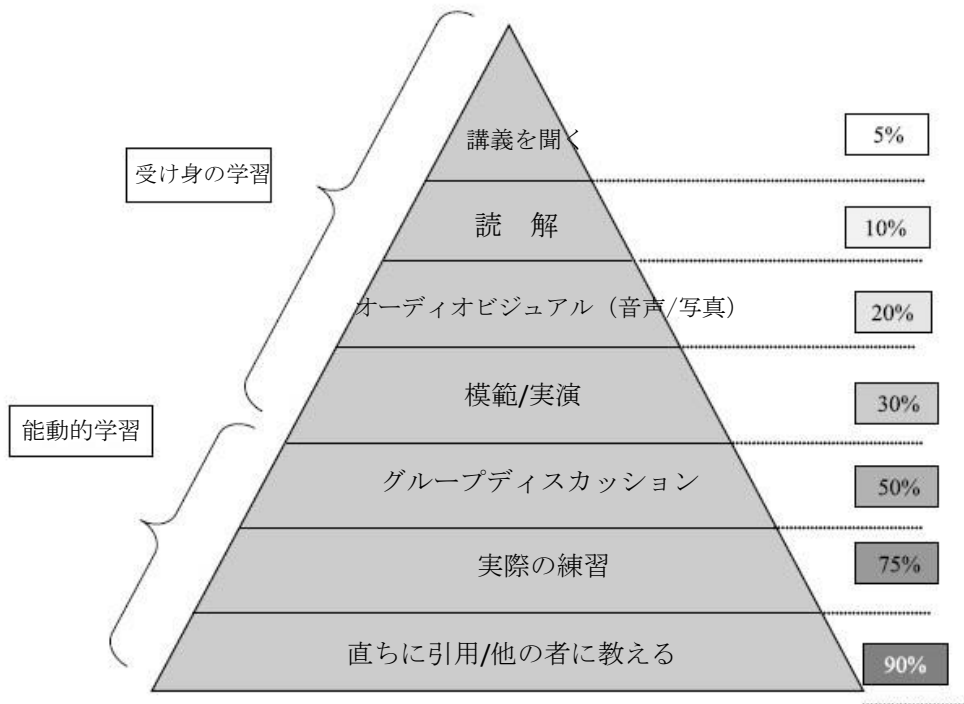 講義を聞く
5%
受け身の学習
読　解
10%
オーディオビジュアル（音声/写真）
20%
模範/実演
30%
能動的学習
グループディスカッション
50%
実際の練習
75%
直ちに引用/他の者に教える
90%